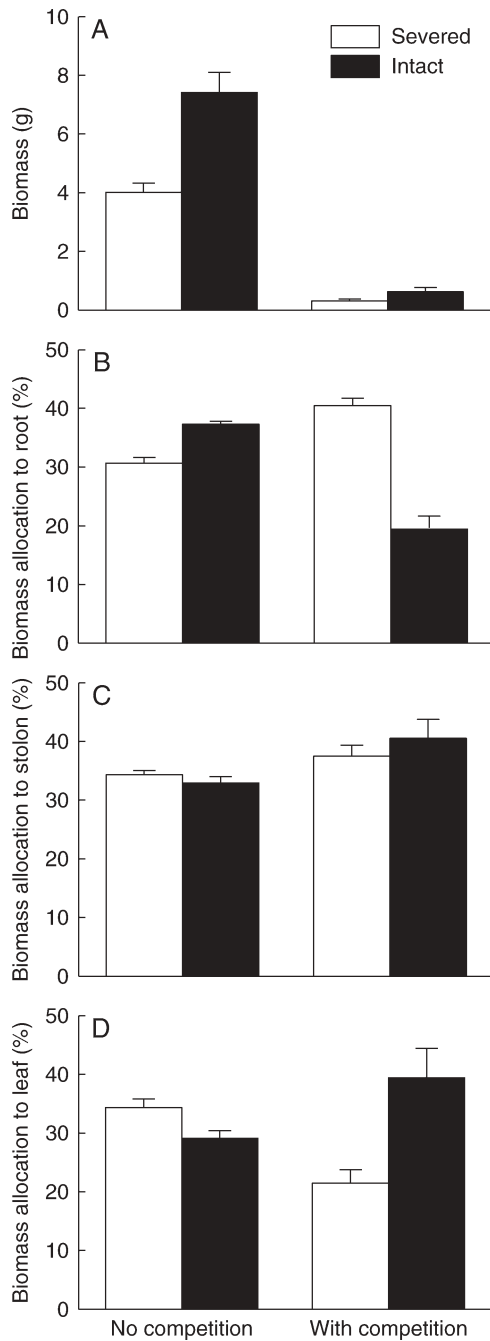 A
Severed
Intact
Biomass (g)
10
8
6
4
2
0
B
Biomass allocation to root (%)
50
40
30
20
10
0
C
Biomass allocation to stolon (%)
50
40
30
20
10
0
D
Biomass allocation to leaf (%)
50
40
30
20
10
0
No competition With competition